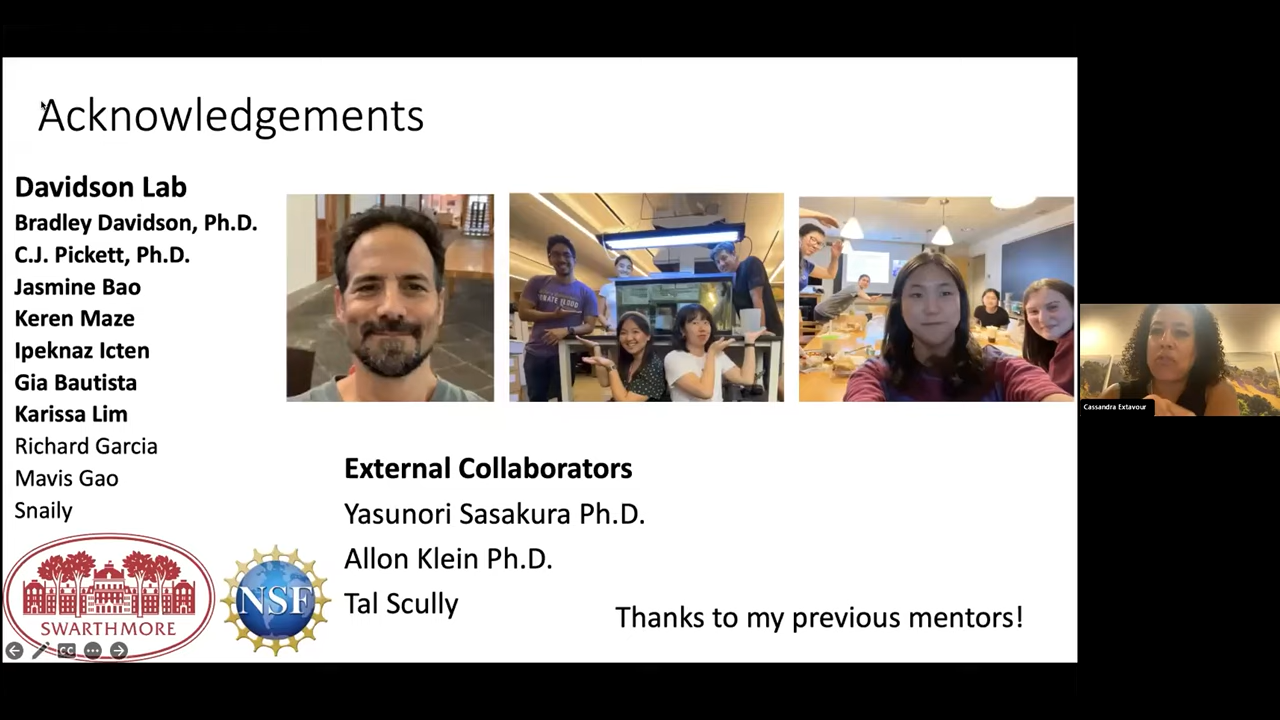 Acknowledgements
Davidson Lab
Bradley Davidson, Ph.D.
C.J. Pickett, Ph.D.
Jasmine Bao
Keren Maze
Ipeknaz Icten
Gia Bautista
Karissa Lim
Richard Garcia
Mavis Gao
Snaily
External Collaborators
Yasunori Sasakura Ph.D.
Allon Klein Ph.D.
Tal Scully
Thanks to my previous mentors!
SWARTHMORE
NSF
CC
Cassandra Extavour